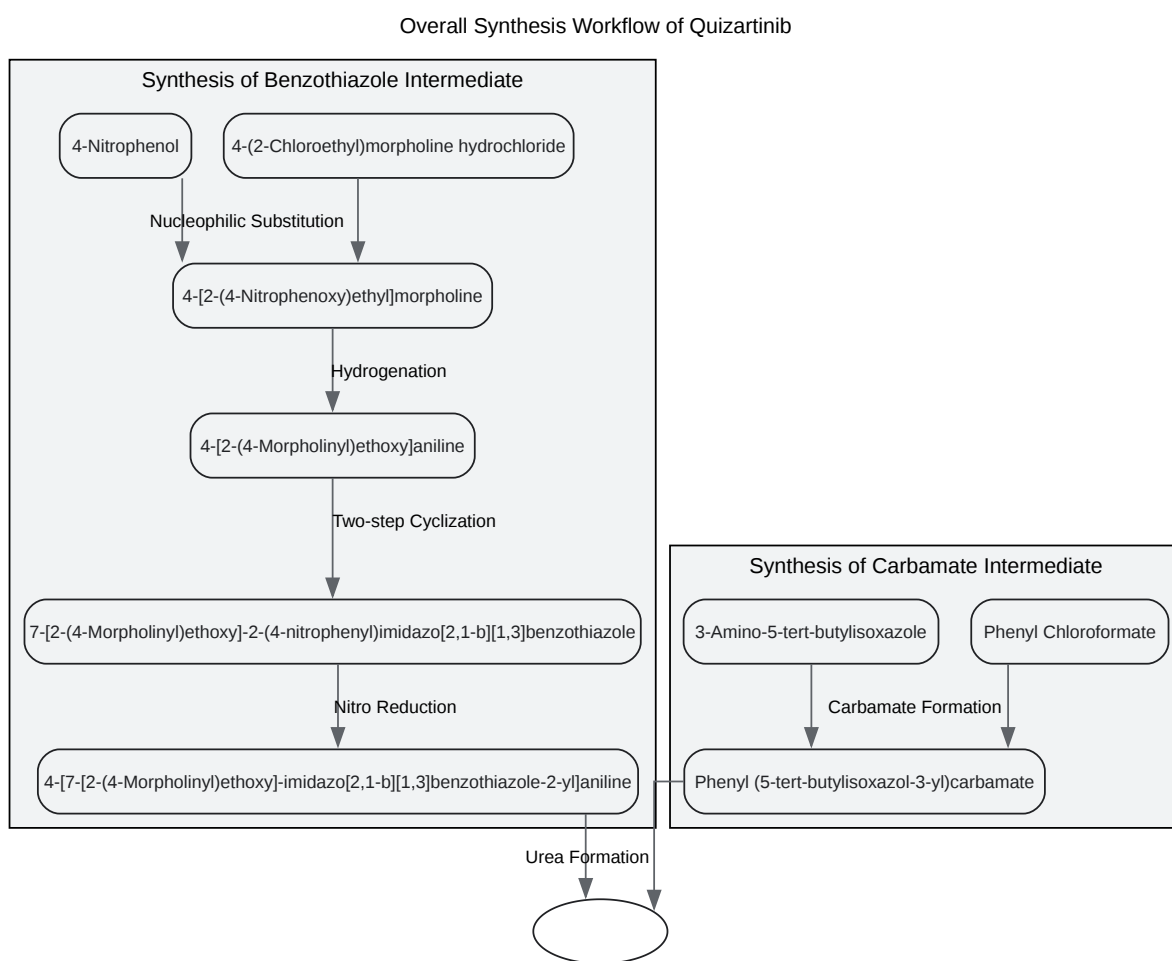 Overall Synthesis Workflow of Quizartinib
Synthesis of Benzothiazole Intermediate
4-Nitrophenol
4-(2-Chloroethyl)morpholine hydrochloride
Nucleophilic Substitution
4-[2-(4-Nitrophenoxy)ethyl]morpholine
Hydrogenation
4-[2-(4-Morpholinyl)ethoxy]aniline
Two-step Cyclization
7-[2-(4-Morpholinyl)ethoxy]-2-(4-nitrophenyl)imidazo[2,1-b][1,3]benzothiazole
Nitro Reduction
4-[7-[2-(4-Morpholinyl)ethoxy]-imidazo[2,1-b][1,3]benzothiazole-2-yl]aniline
Synthesis of Carbamate Intermediate
3-Amino-5-tert-butylisoxazole
Phenyl Chloroformate
Carbamate Formation
Phenyl (5-tert-butylisoxazol-3-yl)carbamate
Urea Formation